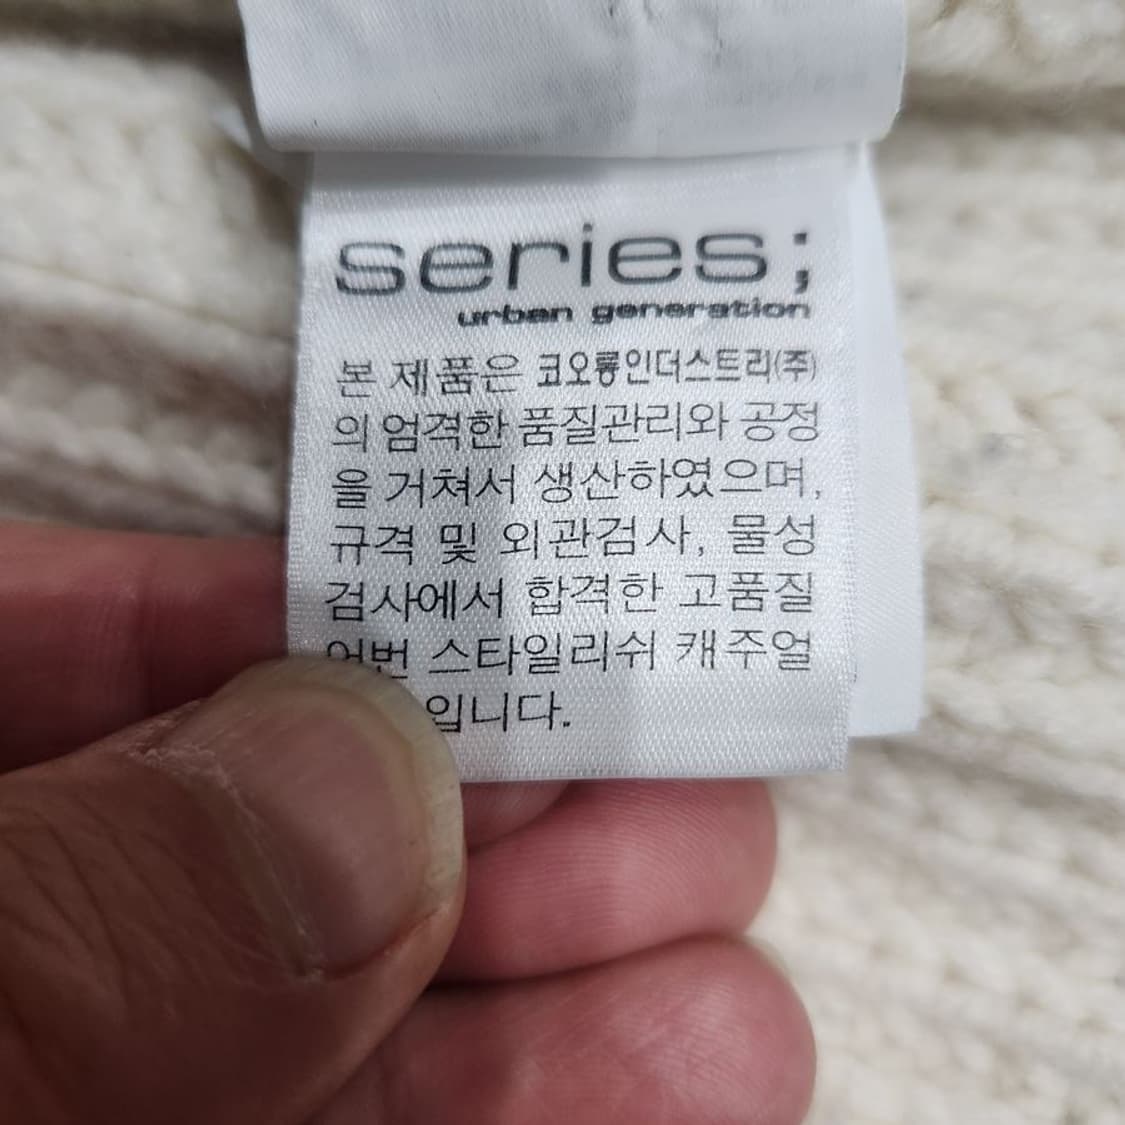 series;
urban generation
본 제품은 코오롱인더스트리(주)
의 엄격한 품질관리와 공정
을 거쳐서 생산하였으며,
규격 및 외관검사, 물성
검사에서 합격한 고품질
어번 스타일리쉬 캐주얼
입니다.